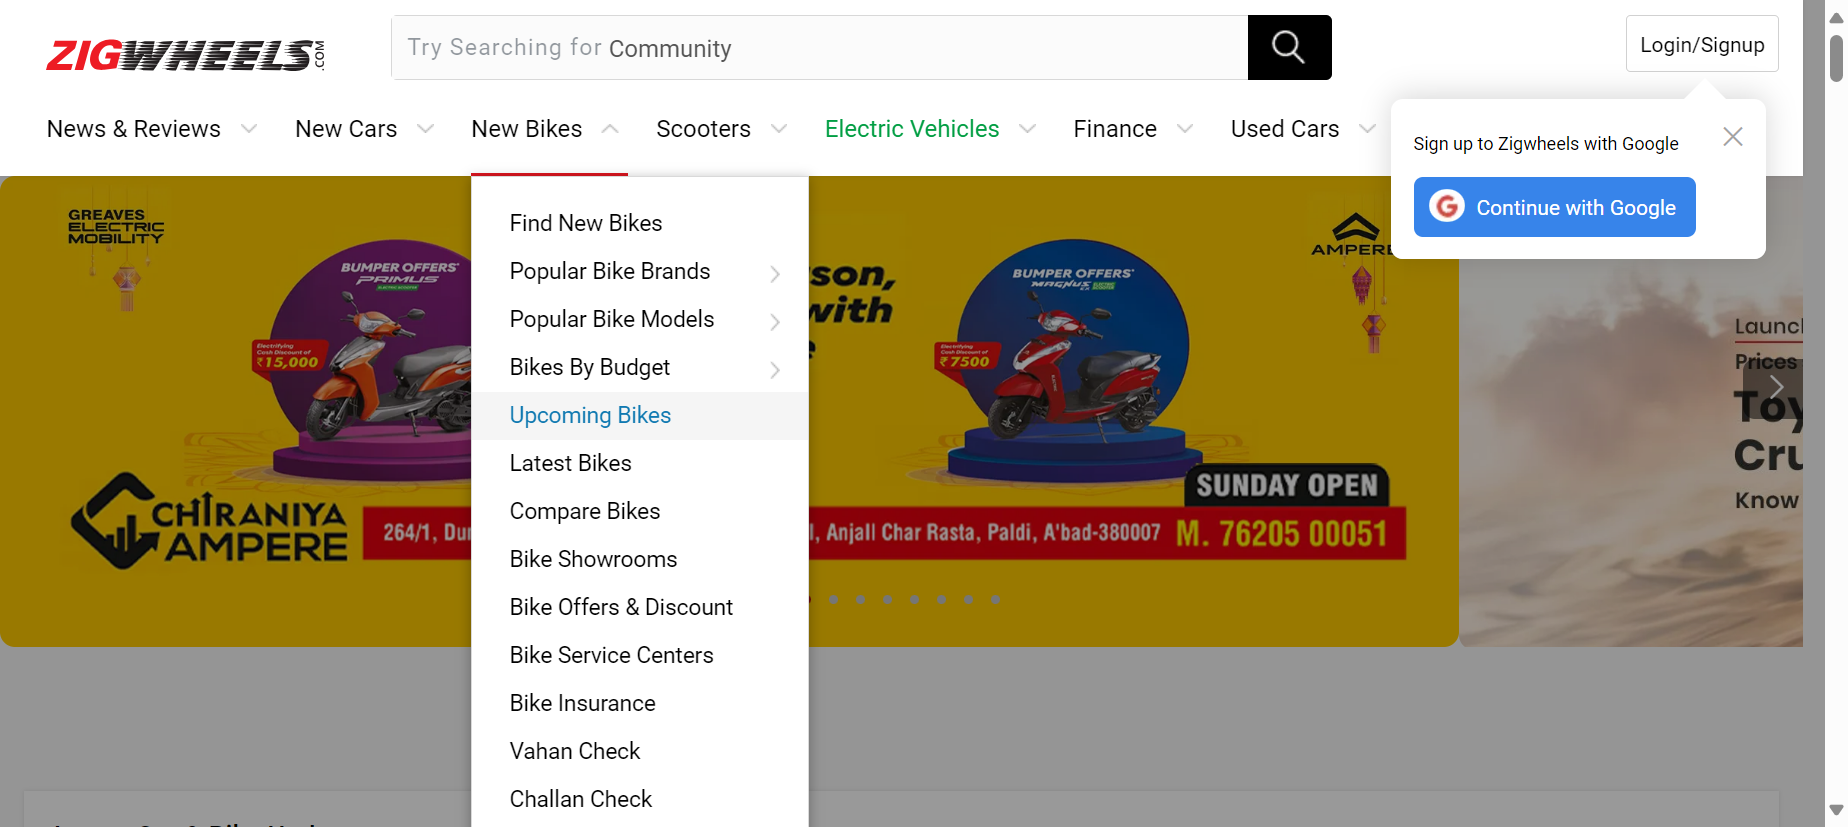 ZIGWHEELS.COM
Try Searching for Community
Login/Signup
News & Reviews
New Cars
New Bikes
Scooters
Electric Vehicles
Finance
Used Cars
Sign up to Zigwheels with Google
Continue with Google
Find New Bikes
Popular Bike Brands
Popular Bike Models
Bikes By Budget
Upcoming Bikes
Latest Bikes
Compare Bikes
Bike Showrooms
Bike Offers & Discount
Bike Service Centers
Bike Insurance
Vahan Check
Challan Check
GREAVES
ELECTRIC
MOBILITY
BUMPER OFFERS*
PRIMUS
Electrifying
Cash Discount of
₹15,000
son,
with
BUMPER OFFERS*
MAGNUS EX
Electrifying
Cash Discount of
₹7500
AMPERE
CHIRANIYA
AMPERE
SUNDAY OPEN
264/1,
Anjali Char Rasta, Paldi, A'bad-380007
M. 76205 00051
Prices
Know